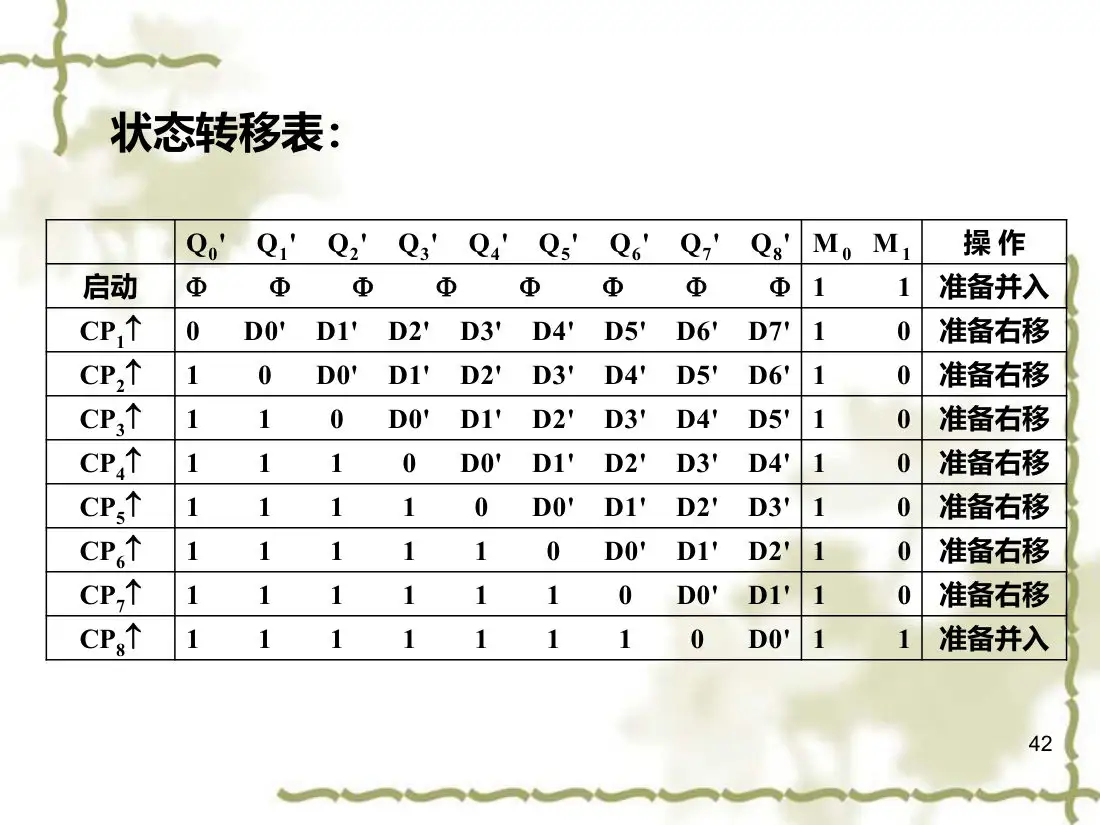 状态转移表：
Q0' Q1' Q2' Q3' Q4' Q5' Q6' Q7' Q8' M0 M1 操 作
启动 Φ Φ Φ Φ Φ Φ Φ Φ Φ 1 1 准备并入
CP1↑ 0 D0' D1' D2' D3' D4' D5' D6' D7' 1 0 准备右移
CP2↑ 1 0 D0' D1' D2' D3' D4' D5' D6' 1 0 准备右移
CP3↑ 1 1 0 D0' D1' D2' D3' D4' D5' 1 0 准备右移
CP4↑ 1 1 1 0 D0' D1' D2' D3' D4' 1 0 准备右移
CP5↑ 1 1 1 1 0 D0' D1' D2' D3' 1 0 准备右移
CP6↑ 1 1 1 1 1 0 D0' D1' D2' 1 0 准备右移
CP7↑ 1 1 1 1 1 1 0 D0' D1' 1 0 准备右移
CP8↑ 1 1 1 1 1 1 1 0 D0' 1 1 准备并入
42